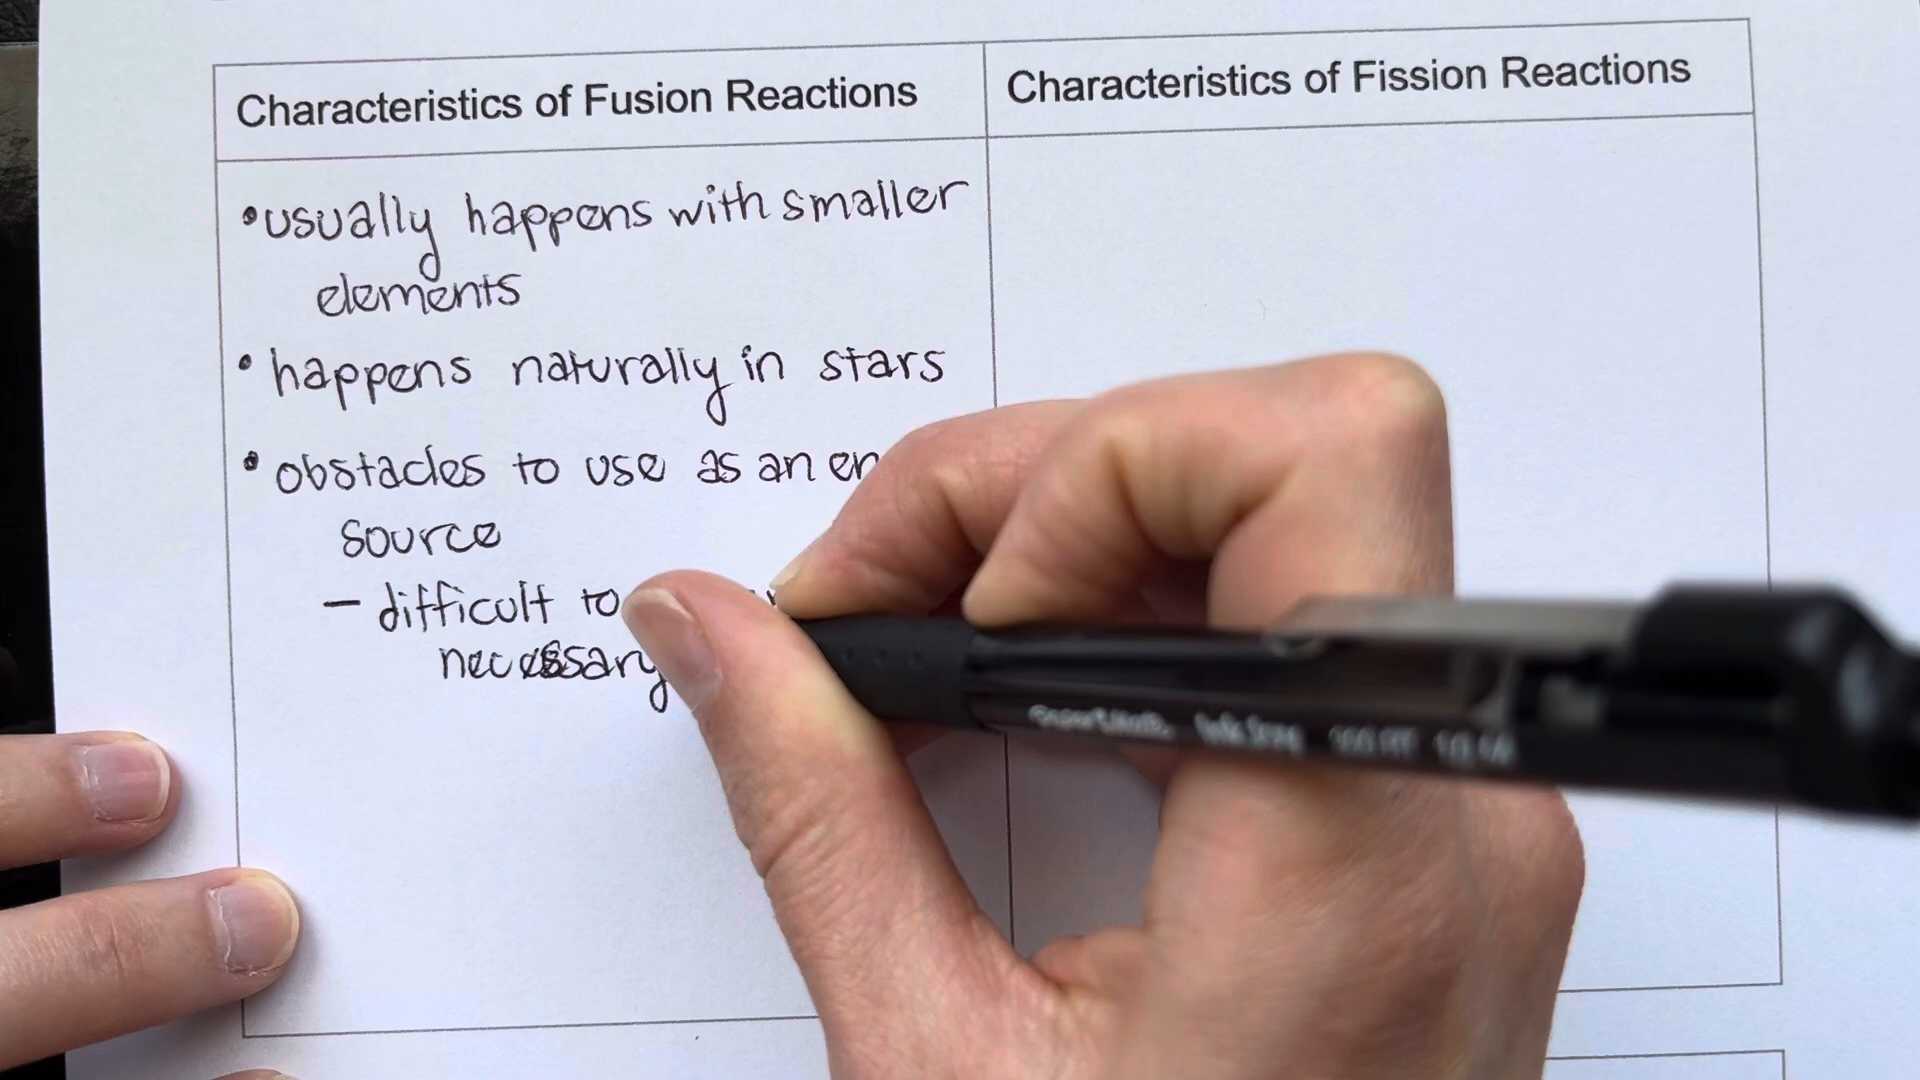 Characteristics of Fusion Reactions
Characteristics of Fission Reactions
•usually happens with smaller
elements
• happens naturally in stars
• obstacles to use as an en
source
– difficult to
necessary